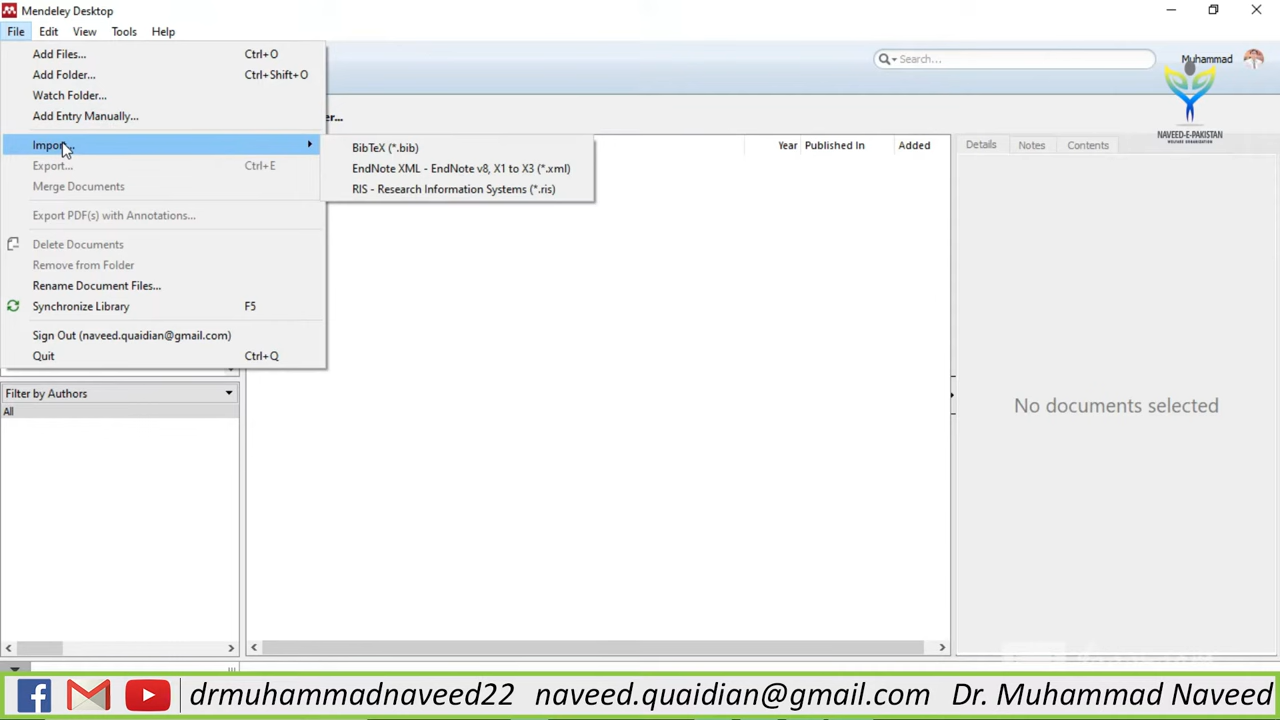 Mendeley Desktop
File Edit View Tools Help
Add Files... Ctrl+O
Add Folder... Ctrl+Shift+O
Watch Folder...
Add Entry Manually...
Import...
Export... Ctrl+E
Merge Documents
Export PDF(s) with Annotations...
Delete Documents
Remove from Folder
Rename Document Files...
Synchronize Library F5
Sign Out (naveed.quaidian@gmail.com)
Quit Ctrl+Q
BibTeX (*.bib)
EndNote XML - EndNote v8, X1 to X3 (*.xml)
RIS - Research Information Systems (*.ris)
Search...
Muhammad
NAVEED-E-PAKISTAN
WELFARE ORGANIZATION
Year Published In Added
Details Notes Contents
No documents selected
Filter by Authors
All
drmuhammadnaveed22 naveed.quaidian@gmail.com Dr. Muhammad Naveed